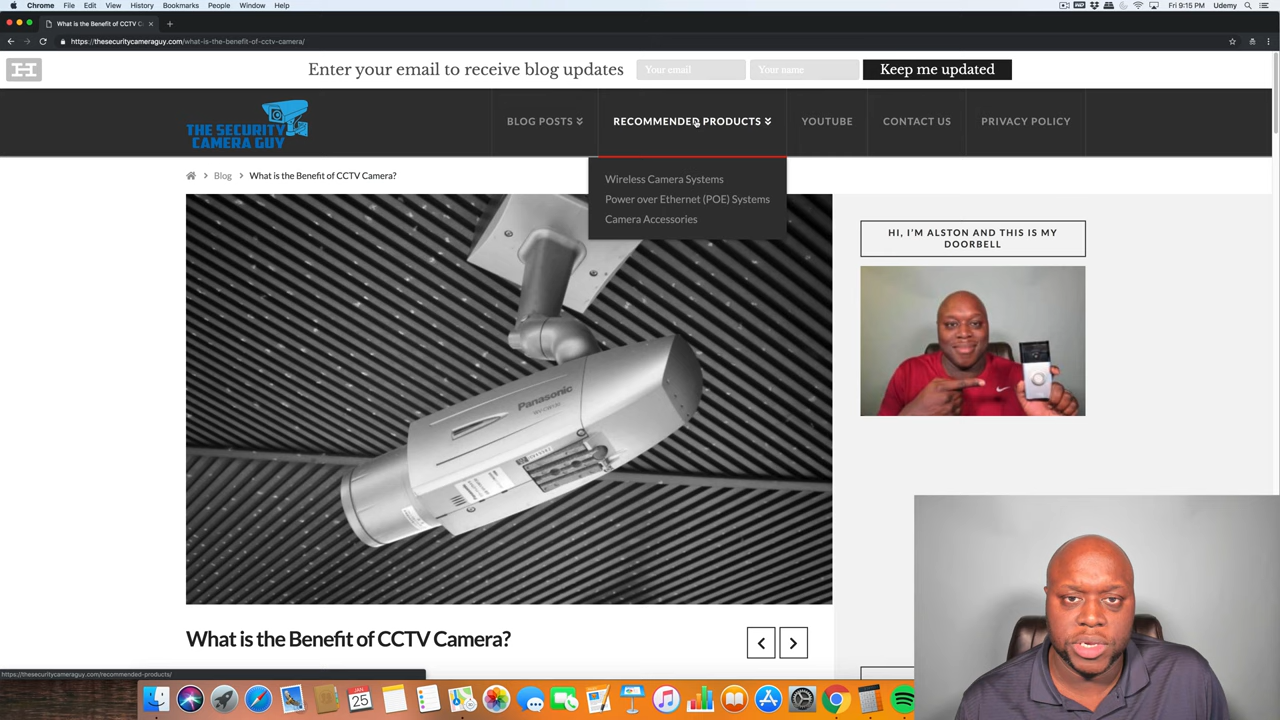 Chrome File Edit View History Bookmarks People Window Help Fri 9:15 PM Udemy
What is the Benefit of CCTV C
https://thesecuritycameraguy.com/what-is-the-benefit-of-cctv-camera/
Enter your email to receive blog updates Your email Your name Keep me updated
THE SECURITY
CAMERA GUY
BLOG POSTS RECOMMENDED PRODUCTS YOUTUBE CONTACT US PRIVACY POLICY
Blog What is the Benefit of CCTV Camera?
Wireless Camera Systems
Power over Ethernet (POE) Systems
Camera Accessories
HI, I'M ALSTON AND THIS IS MY
DOORBELL
Panasonic
What is the Benefit of CCTV Camera?
https://thesecuritycameraguy.com/recommended-products/
JAN
25